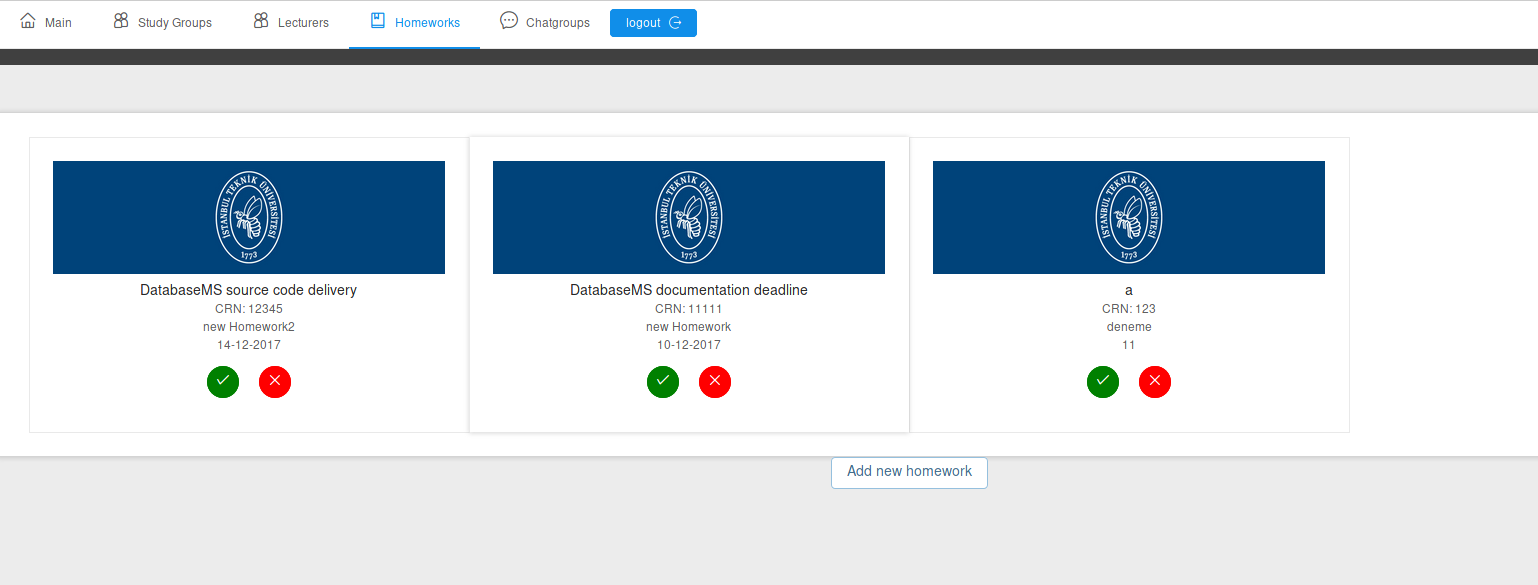 Main
Study Groups
Lecturers
Homeworks
Chatgroups
logout
İSTANBUL TEKNİK ÜNİVERSİTESİ
1773
DatabaseMS source code delivery
CRN: 12345
new Homework2
14-12-2017
İSTANBUL TEKNİK ÜNİVERSİTESİ
1773
DatabaseMS documentation deadline
CRN: 11111
new Homework
10-12-2017
İSTANBUL TEKNİK ÜNİVERSİTESİ
1773
a
CRN: 123
deneme
11
Add new homework